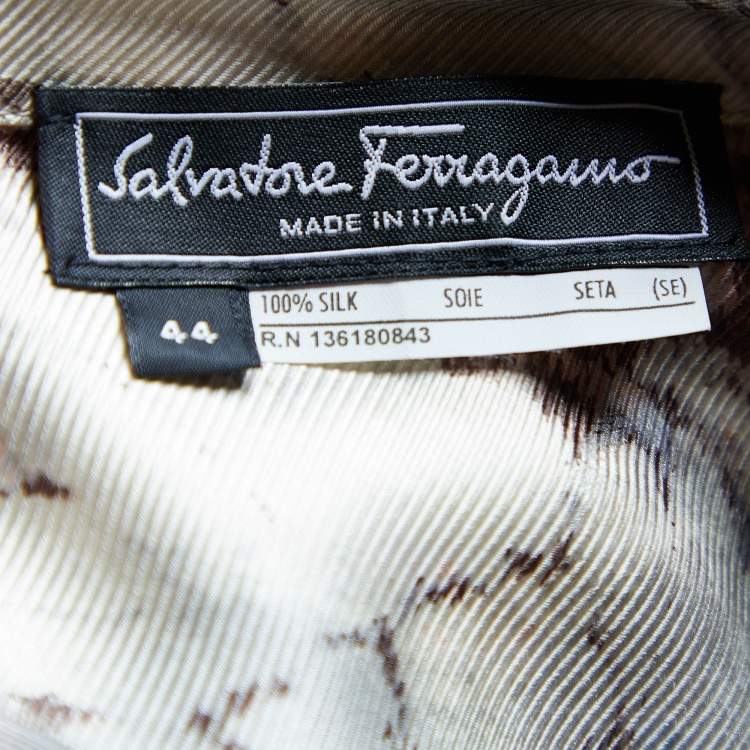 Salvatore Ferragamo
MADE IN ITALY
44
100% SILK SOIE SETA (SE)
R.N 136180843